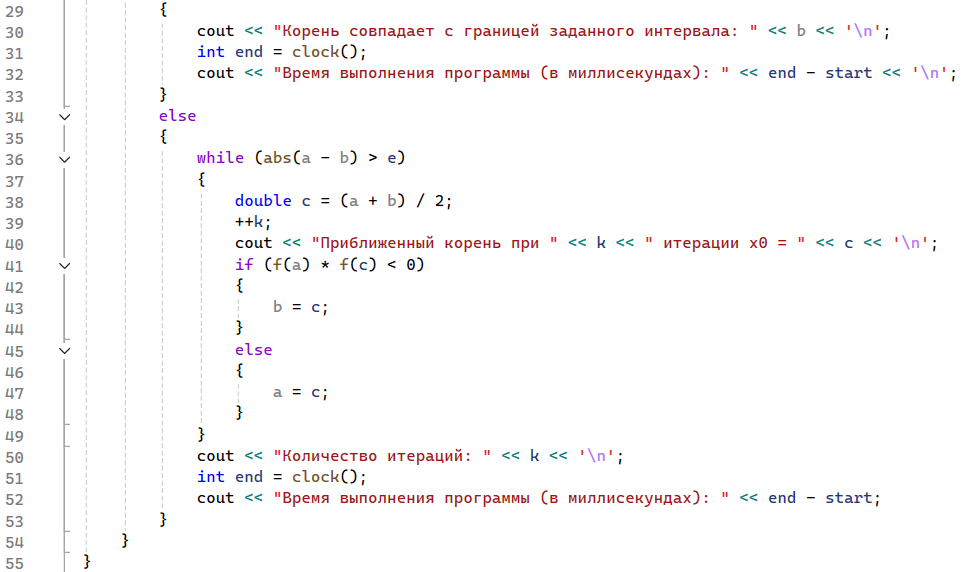 29 {
30 cout << "Корень совпадает с границей заданного интервала: " << b << '\n';
31 int end = clock();
32 cout << "Время выполнения программы (в миллисекундах): " << end - start << '\n';
33 }
34 else
35 {
36 while (abs(a - b) > e)
37 {
38 double c = (a + b) / 2;
39 ++k;
40 cout << "Приближенный корень при " << k << " итерации x0 = " << c << '\n';
41 if (f(a) * f(c) < 0)
42 {
43 b = c;
44 }
45 else
46 {
47 a = c;
48 }
49 }
50 cout << "Количество итераций: " << k << '\n';
51 int end = clock();
52 cout << "Время выполнения программы (в миллисекундах): " << end - start;
53 }
54 }
55 }